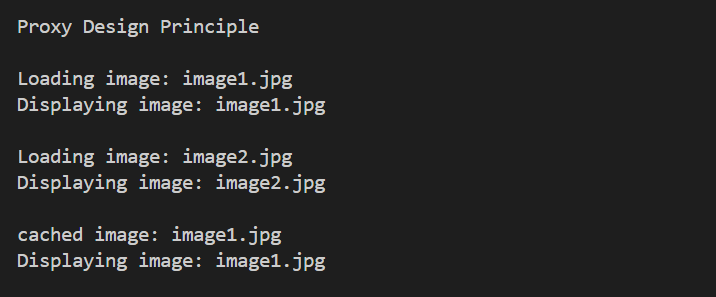 Proxy Design Principle
Loading image: image1.jpg
Displaying image: image1.jpg
Loading image: image2.jpg
Displaying image: image2.jpg
cached image: image1.jpg
Displaying image: image1.jpg